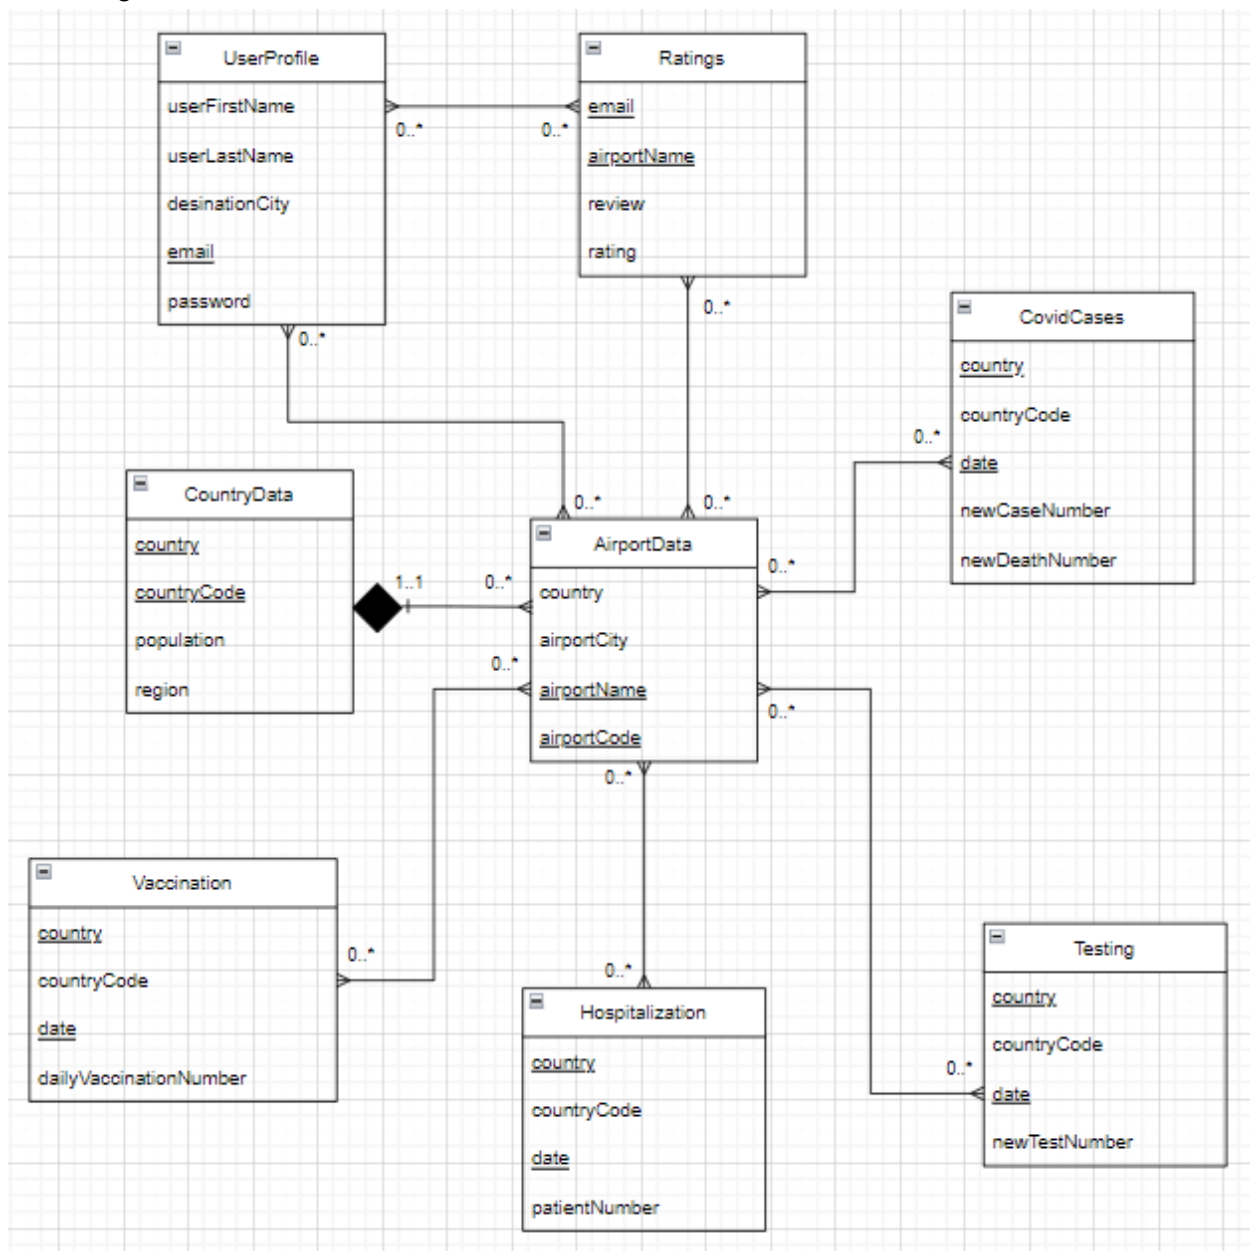 UserProfile
userFirstName
userLastName
desinationCity
email
password
0..*
0..*
Ratings
email
airportName
review
rating
0..*
0..*
0..*
0..*
CovidCases
country
countryCode
date
newCaseNumber
newDeathNumber
0..*
0..*
CountryData
country
countryCode
population
region
1..1
0..*
AirportData
country
airportCity
airportName
airportCode
0..*
0..*
0..*
Vaccination
country
countryCode
date
dailyVaccinationNumber
0..*
0..*
Hospitalization
country
countryCode
date
patientNumber
Testing
country
countryCode
date
newTestNumber
0..*